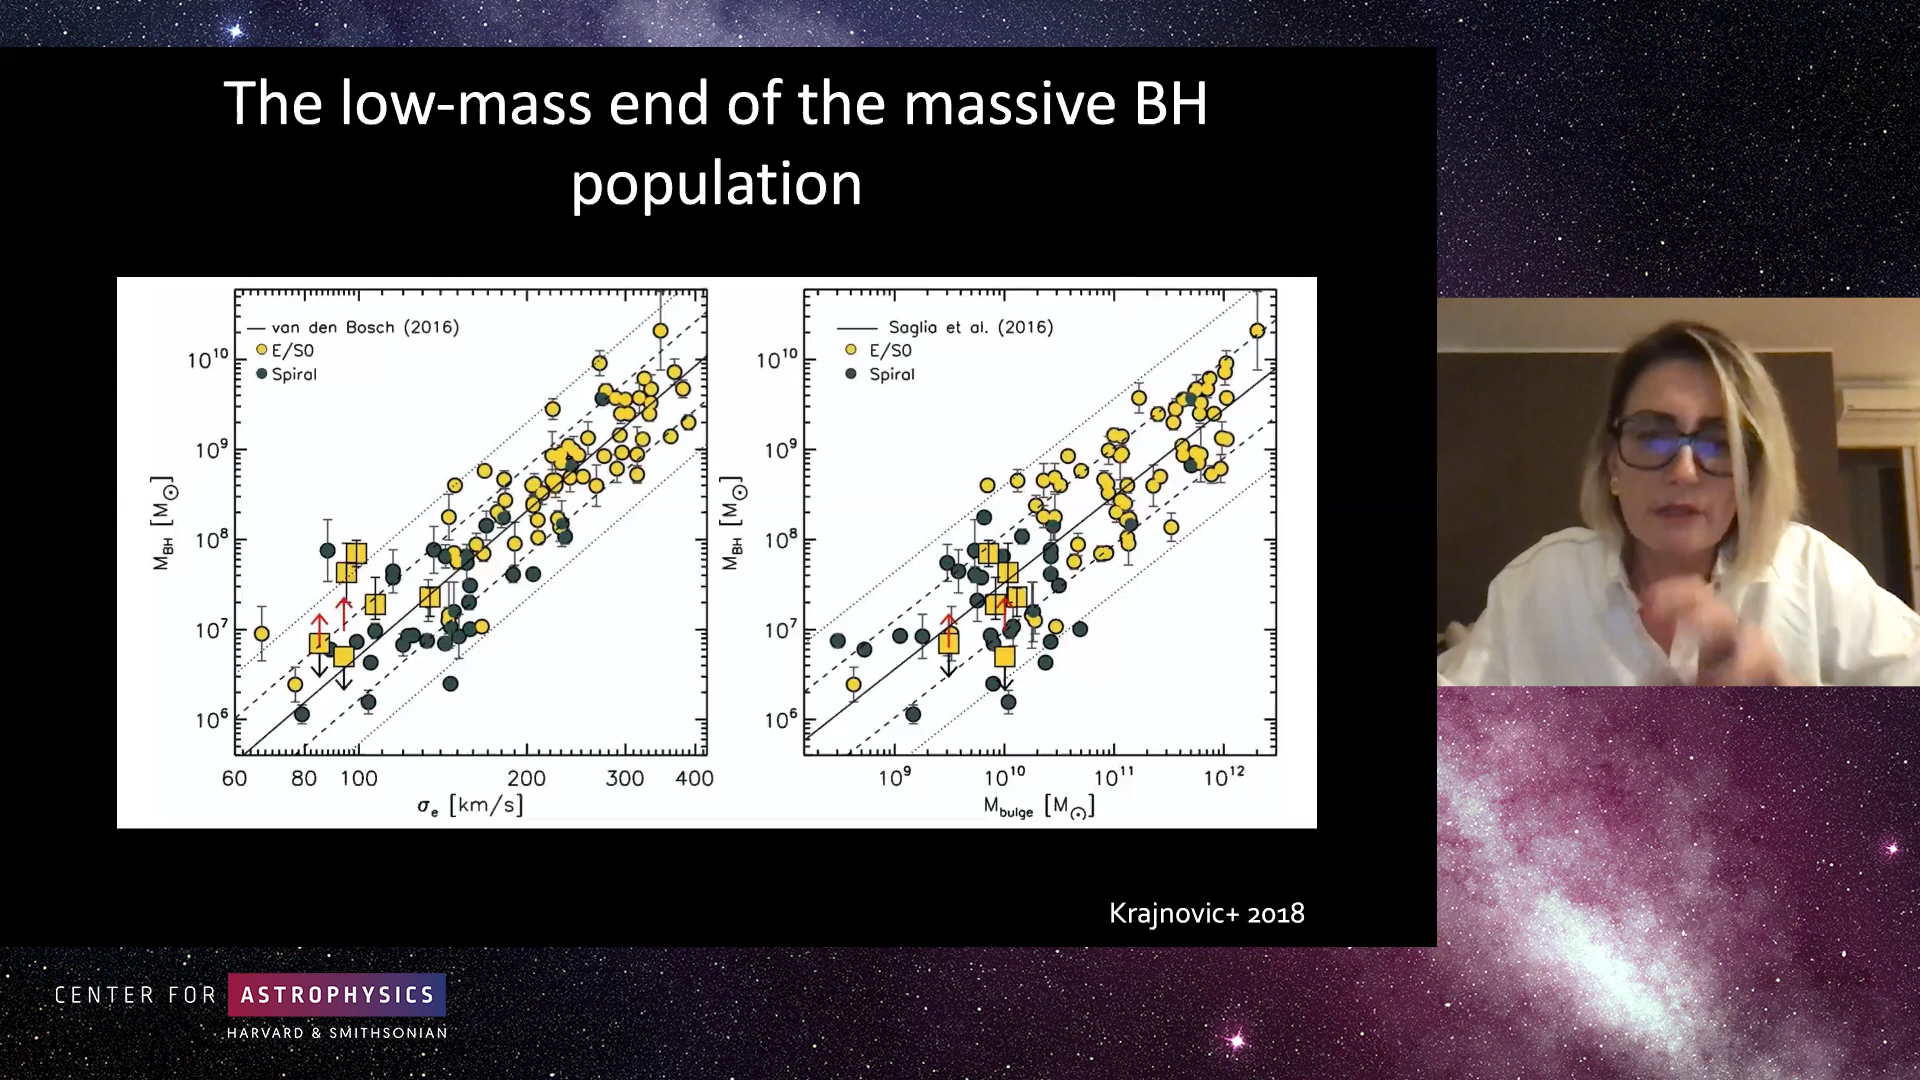 The low-mass end of the massive BH
population
van den Bosch (2016)
E/S0
Spiral
10^10
10^9
10^8
10^7
10^6
M_BH [M_⊙]
60 80 100 200 300 400
σ_e [km/s]
Saglia et al. (2016)
E/S0
Spiral
10^10
10^9
10^8
10^7
10^6
M_BH [M_⊙]
10^9 10^10 10^11 10^12
M_bulge [M_⊙]
Krajnovic+ 2018
CENTER FOR ASTROPHYSICS
HARVARD & SMITHSONIAN